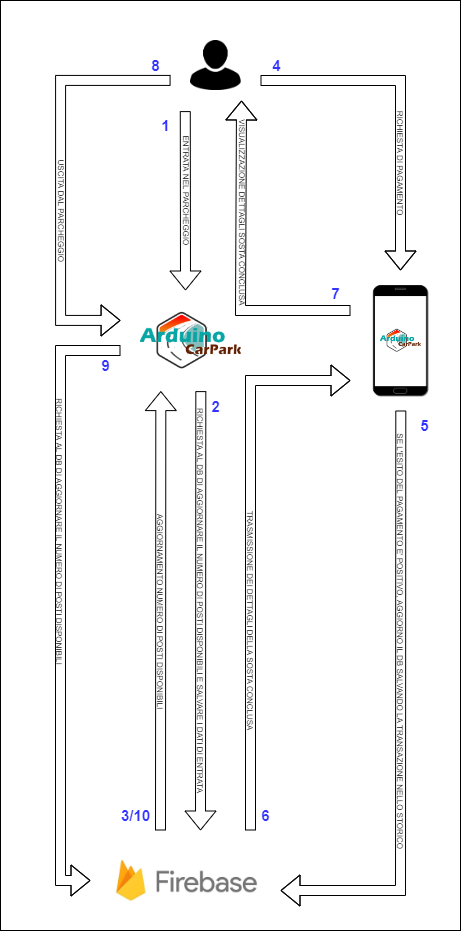 8
4
1
USCITA DAL PARCHEGGIO
ENTRATA NEL PARCHEGGIO
VISUALIZZAZIONE DETTAGLI SOSTA CONCLUSA
RICHIESTA DI PAGAMENTO
7
Arduino
CarPark
Arduino
CarPark
9
2
5
RICHIESTA AL DB DI AGGIORNARE IL NUMERO DI POSTI DISPONIBILI
AGGIORNAMENTO NUMERO DI POSTI DISPONIBILI
RICHIESTA AL DB DI AGGIORNARE IL NUMERO DI POSTI DISPONIBILI E SALVARE I DATI DI ENTRATA
TRASMISSIONE DEI DETTAGLI DELLA SOSTA CONCLUSA
SE L'ESITO DEL PAGAMENTO E' POSITIVO, AGGIORNO IL DB SALVANDO LA TRANSAZIONE NELLO STORICO
3/10
6
Firebase